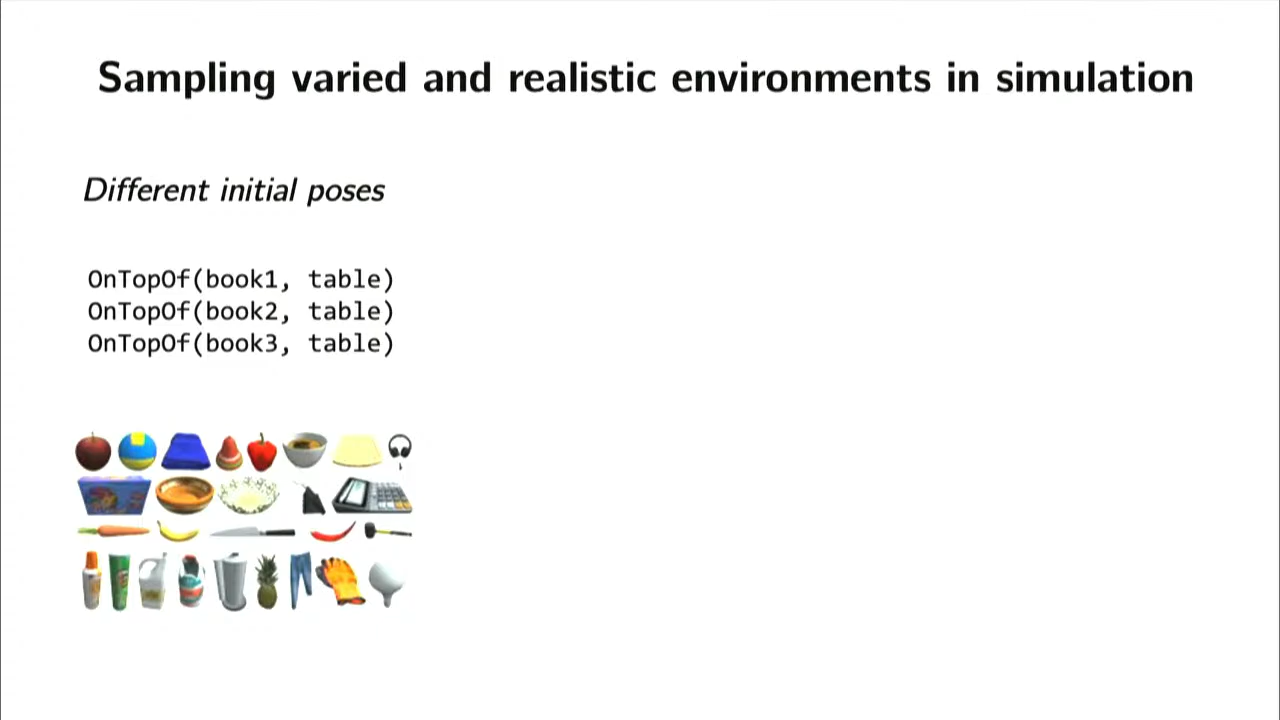 Sampling varied and realistic environments in simulation
Different initial poses
OnTopOf(book1, table)
OnTopOf(book2, table)
OnTopOf(book3, table)